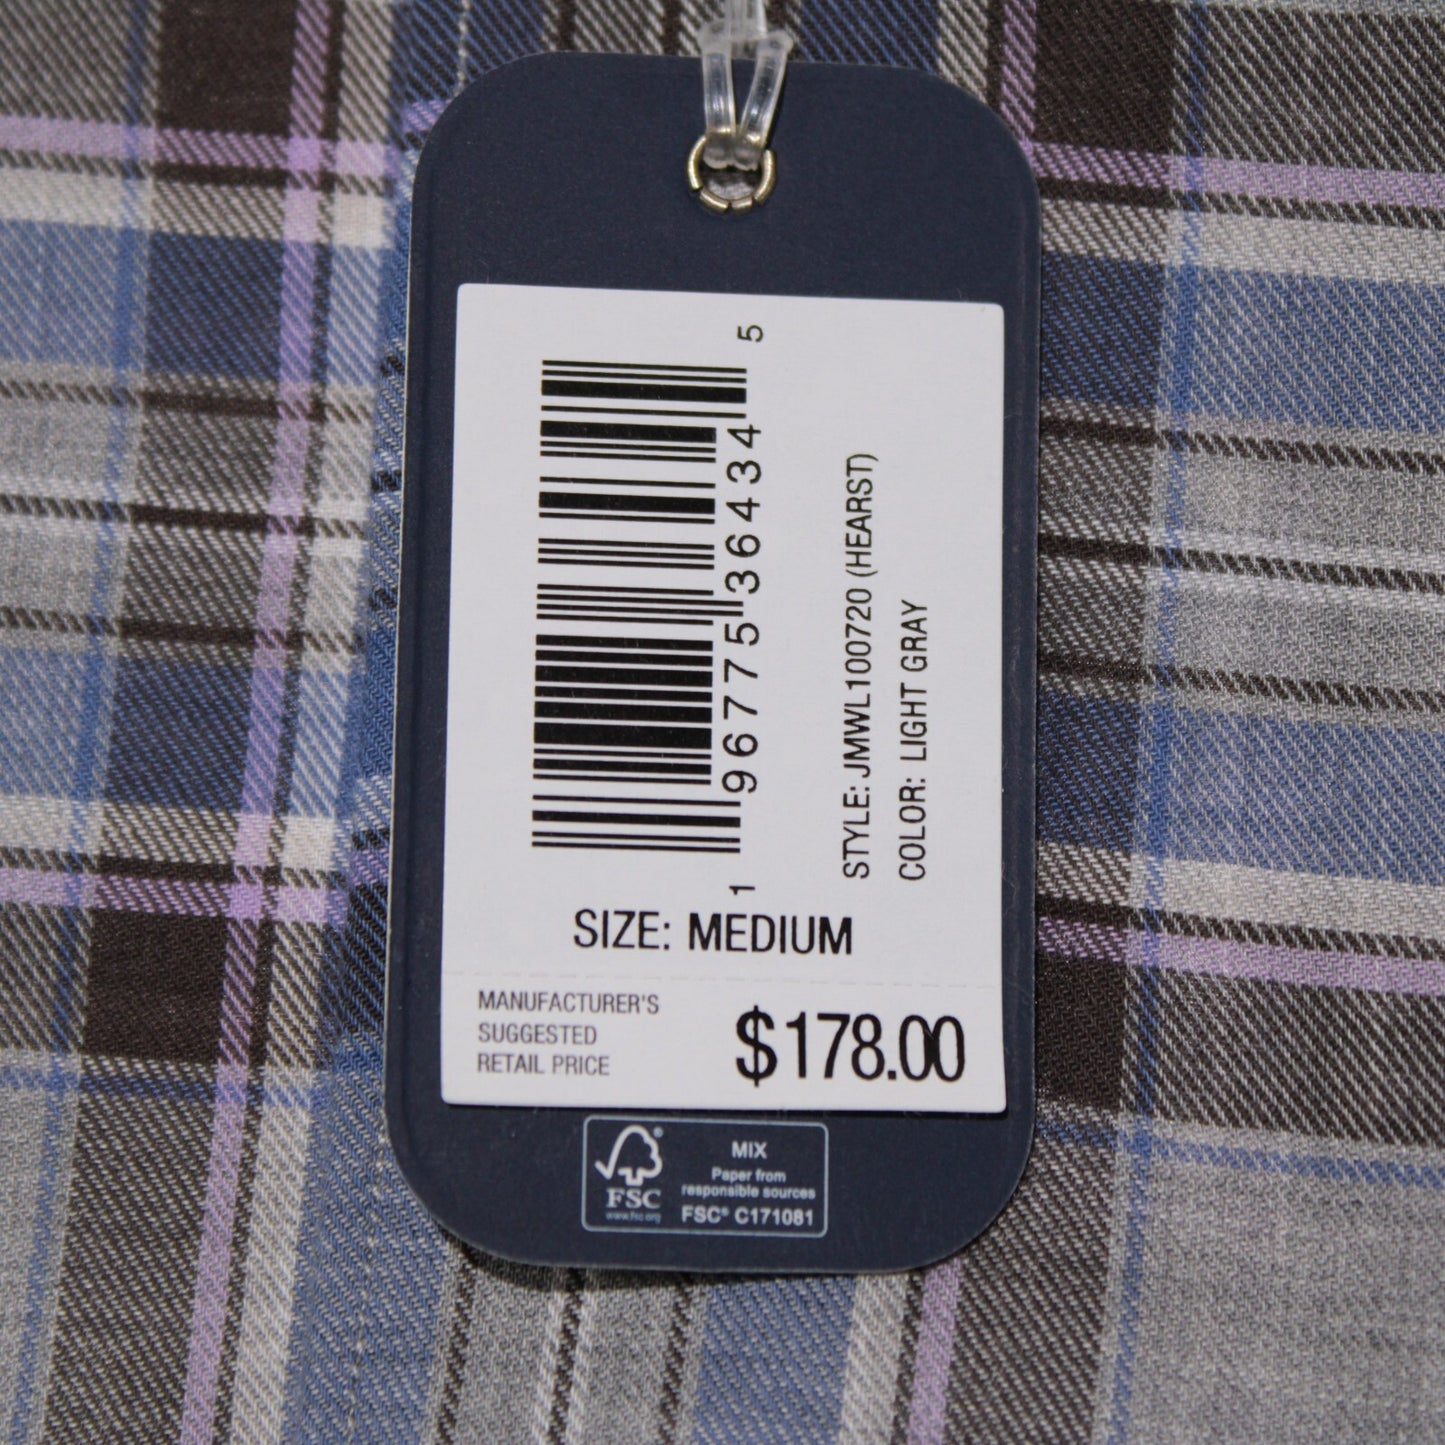 1 96775 36434 5
STYLE: JMWL100720 (HEARST)
COLOR: LIGHT GRAY
SIZE: MEDIUM
MANUFACTURER'S
SUGGESTED
RETAIL PRICE
$178.00
FSC
www.fsc.org
MIX
Paper from
responsible sources
FSC® C171081